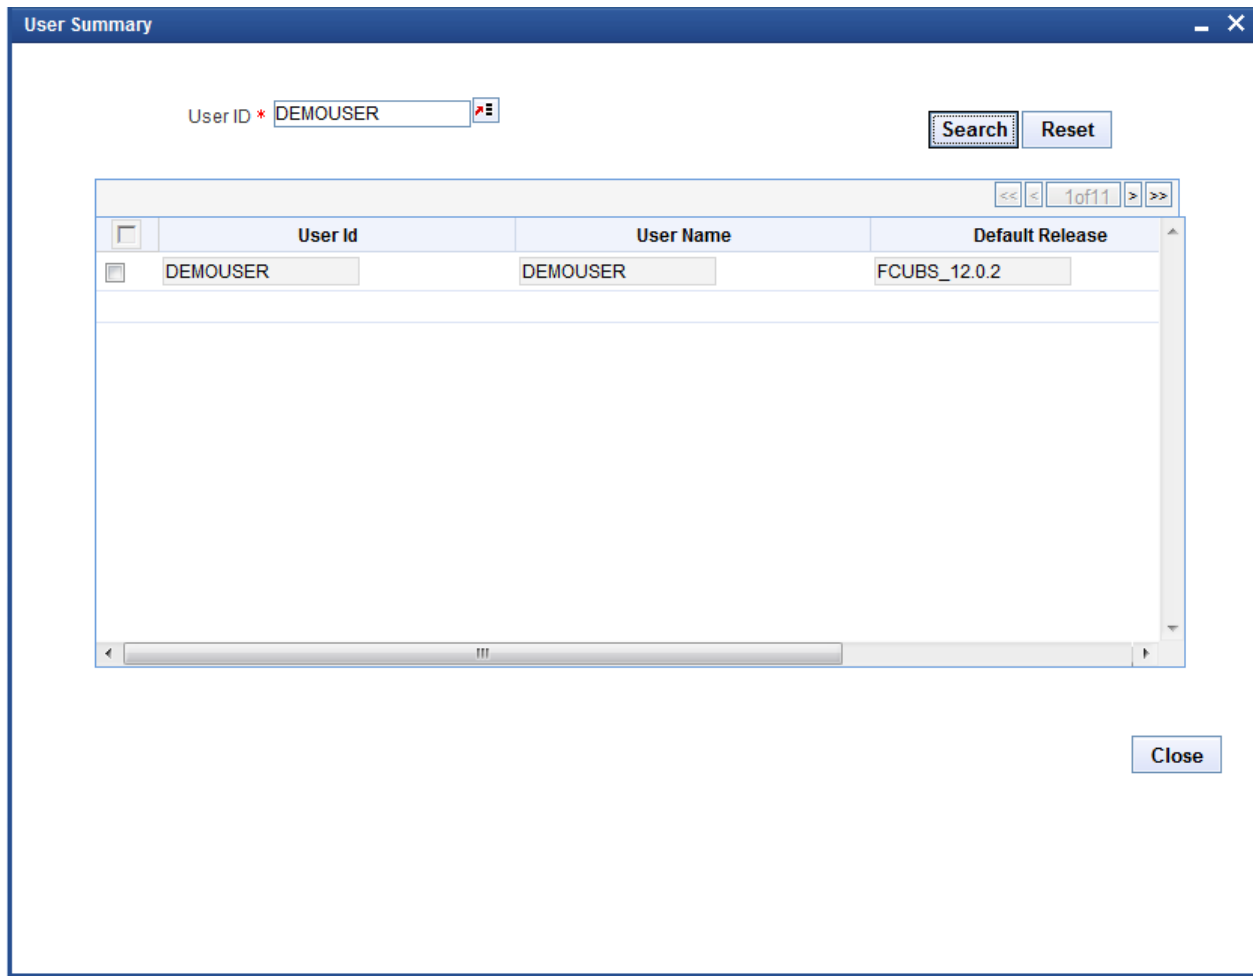 User Summary
User ID * DEMOUSER
Search Reset
<< < 1of11 > >>
User Id User Name Default Release
DEMOUSER DEMOUSER FCUBS_12.0.2
Close